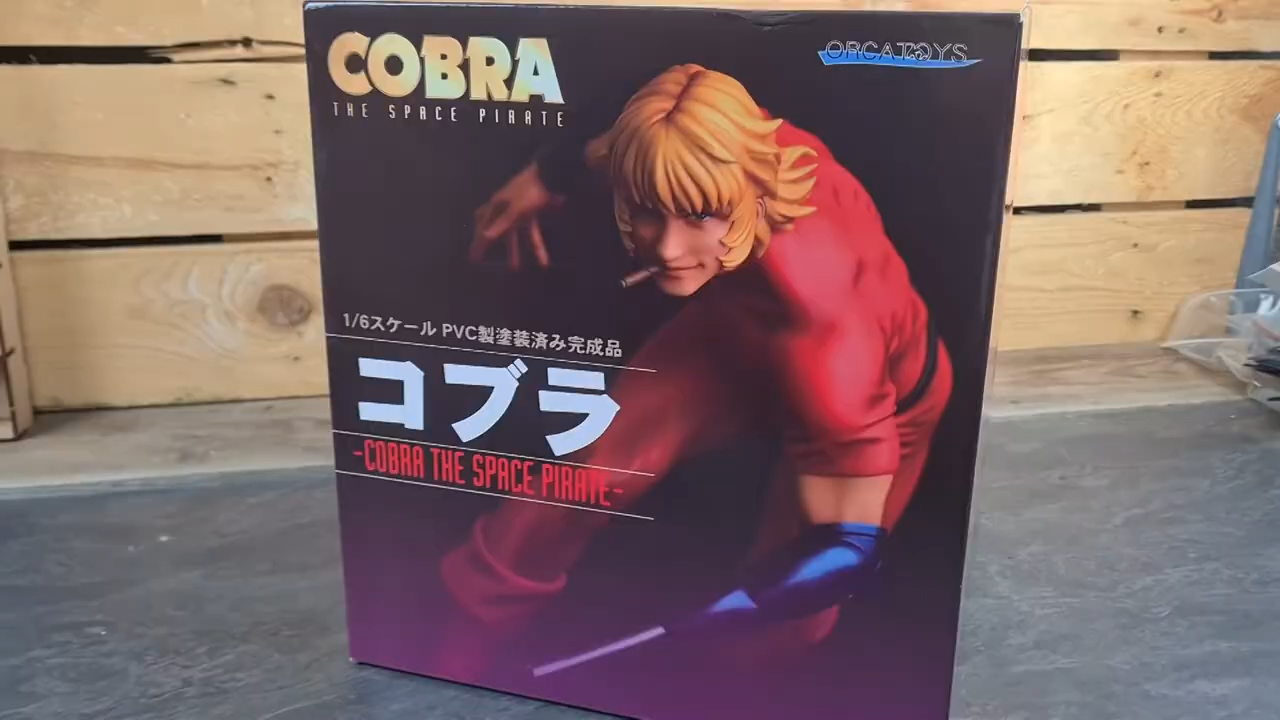 COBRA
THE SPACE PIRATE
ORCATOYS
1/6スケール PVC製塗装済み完成品
コブラ
-COBRA THE SPACE PIRATE-